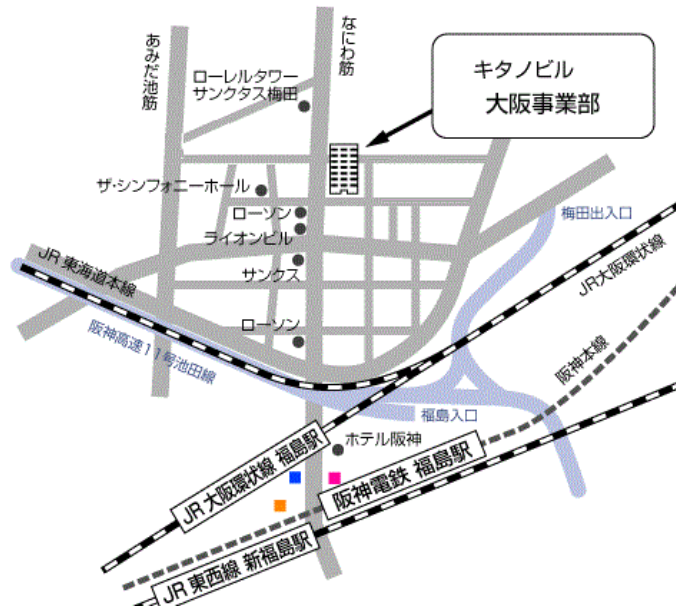 あみだ池筋
なにわ筋
ローレルタワー
サンクタス梅田
キタノビル
大阪事業部
ザ・シンフォニーホール
ローソン
ライオンビル
サンクス
ローソン
梅田出入口
JR大阪環状線
JR東海道本線
阪神高速11号池田線
阪神本線
福島入口
ホテル阪神
JR大阪環状線 福島駅
阪神電鉄 福島駅
JR東西線 新福島駅